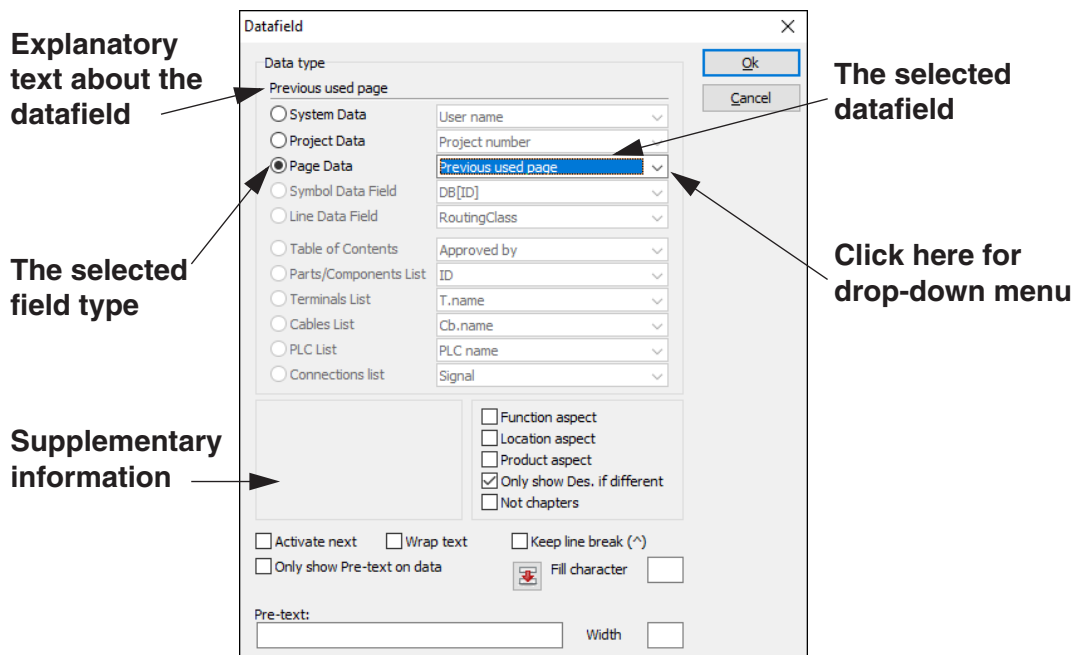 Datafield
Explanatory
text about the
datafield
Data type
Previous used page
Ok
Cancel
The selected
datafield
System Data
User name
Project Data
Project number
Page Data
Previous used page
Symbol Data Field
DB[ID]
Line Data Field
RoutingClass
Table of Contents
Approved by
Parts/Components List
ID
Terminals List
T.name
Cables List
Cb.name
PLC List
PLC name
Connections list
Signal
The selected
field type
Click here for
drop-down menu
Supplementary
information
Function aspect
Location aspect
Product aspect
Only show Des. if different
Not chapters
Activate next
Wrap text
Keep line break (^)
Only show Pre-text on data
Fill character
Pre-text:
Width